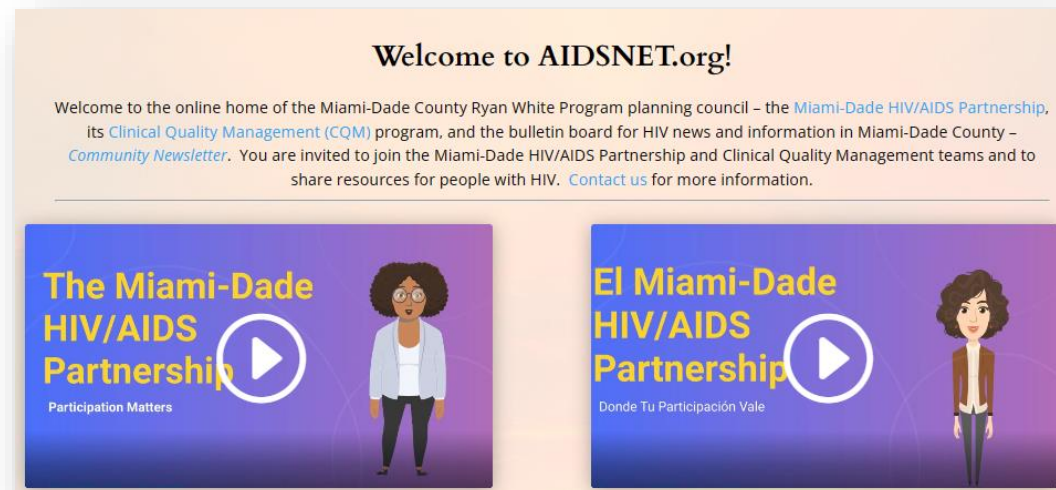 Welcome to AIDSNET.org!
Welcome to the online home of the Miami-Dade County Ryan White Program planning council – the Miami-Dade HIV/AIDS Partnership,
its Clinical Quality Management (CQM) program, and the bulletin board for HIV news and information in Miami-Dade County –
Community Newsletter. You are invited to join the Miami-Dade HIV/AIDS Partnership and Clinical Quality Management teams and to
share resources for people with HIV. Contact us for more information.
The Miami-Dade
HIV/AIDS
Partnership
Participation Matters
El Miami-Dade
HIV/AIDS
Partnership
Donde Tu Participación Vale